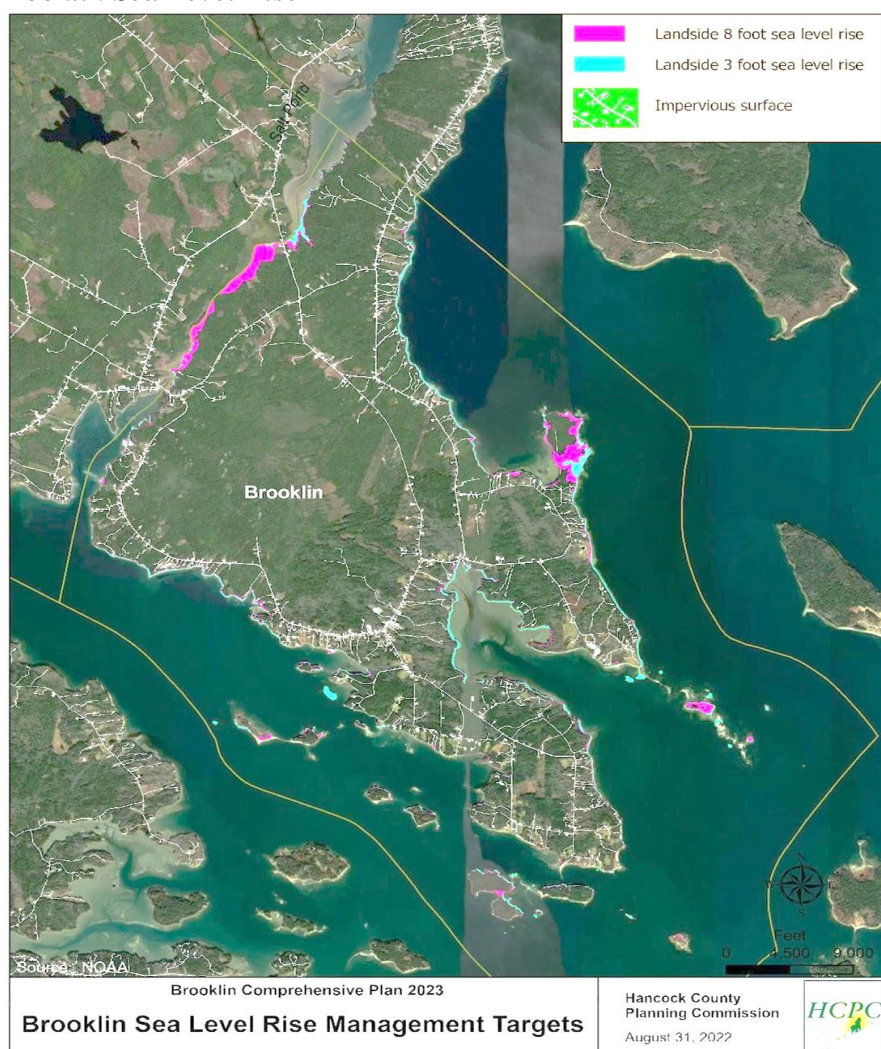 Landside 8 foot sea level rise
Landside 3 foot sea level rise
Impervious surface
Salt Pond
Brooklin
N
S
Feet
0 4,500 9,000
Source: NOAA
Brooklin Comprehensive Plan 2023
Brooklin Sea Level Rise Management Targets
Hancock County
Planning Commission
August 31, 2022
HCPC